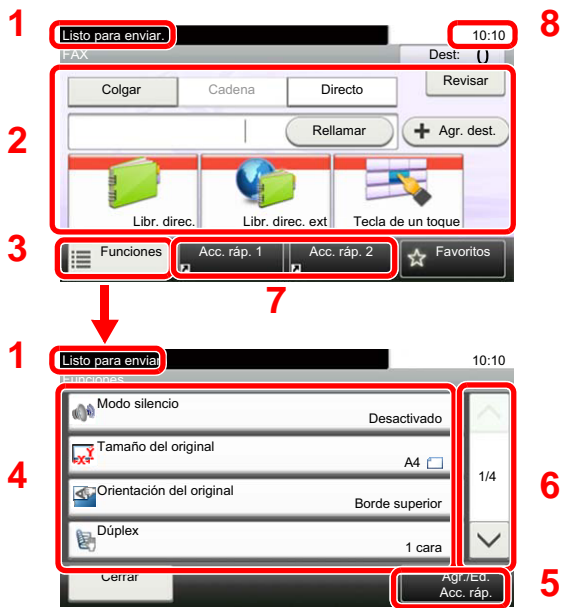 1
Listo para enviar.
10:10
8
FAX
Dest: ()
Colgar
Cadena
Directo
Revisar
2
Rellamar
Agr. dest.
Libr. direc.
Libr. direc. ext
Tecla de un toque
3
Funciones
Acc. ráp. 1
Acc. ráp. 2
Favoritos
7
1
Listo para enviar
10:10
Funciones
4
Modo silencio
Desactivado
Tamaño del original
A4
Orientación del original
Borde superior
Dúplex
1 cara
1/4
6
Cerrar
Agr./Ed.
Acc. ráp.
5